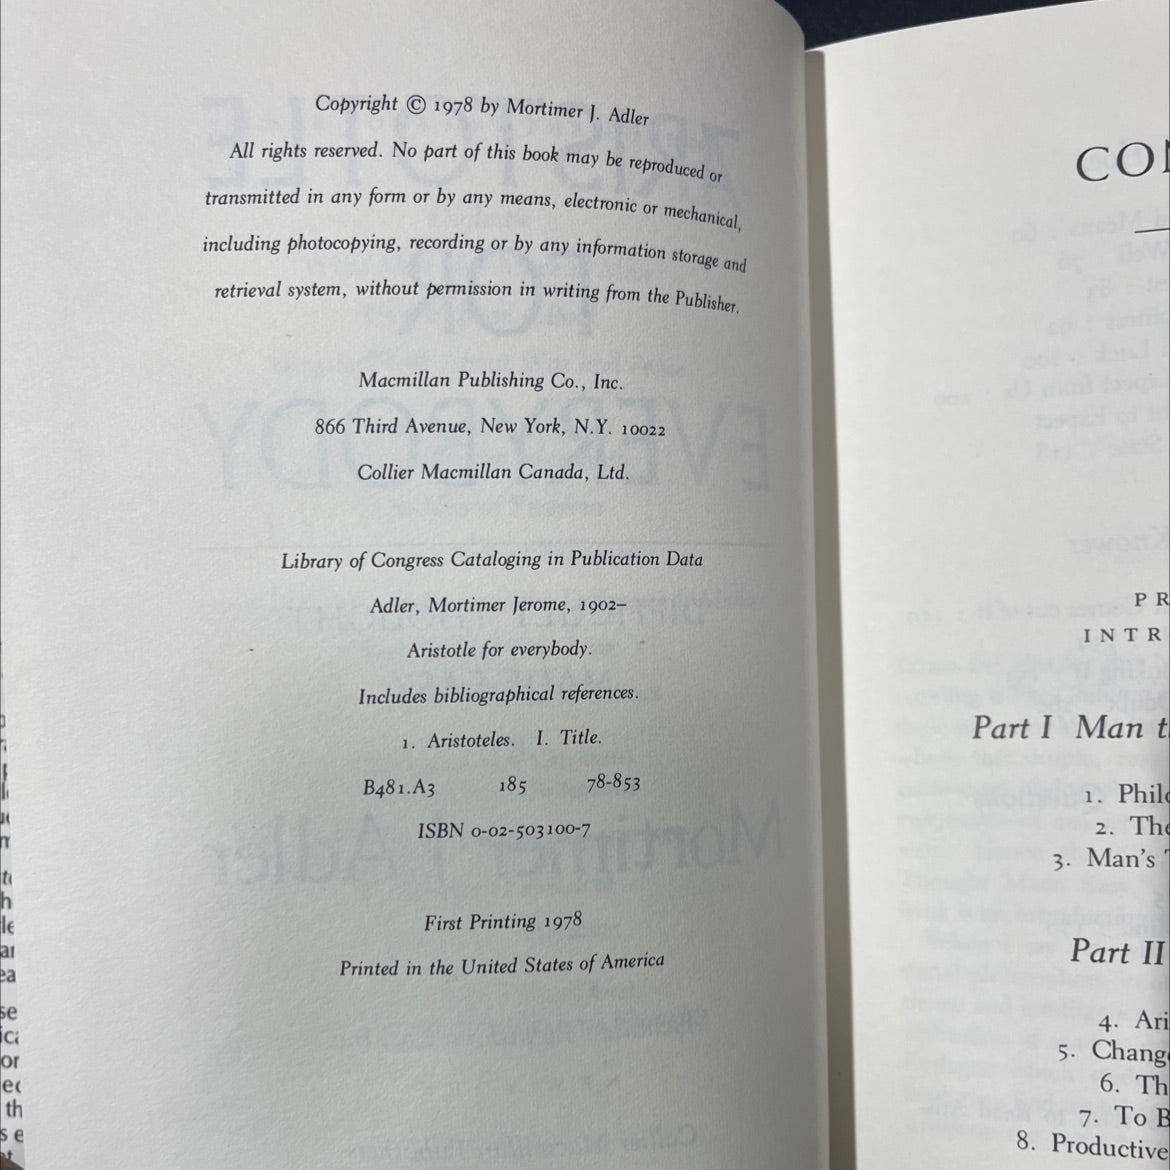 Copyright © 1978 by Mortimer J. Adler
All rights reserved. No part of this book may be reproduced or
transmitted in any form or by any means, electronic or mechanical,
including photocopying, recording or by any information storage and
retrieval system, without permission in writing from the Publisher.
Macmillan Publishing Co., Inc.
866 Third Avenue, New York, N.Y. 10022
Collier Macmillan Canada, Ltd.
Library of Congress Cataloging in Publication Data
Adler, Mortimer Jerome, 1902–
Aristotle for everybody.
Includes bibliographical references.
1. Aristoteles. I. Title.
B481.A3 185 78-853
ISBN 0-02-503100-7
First Printing 1978
Printed in the United States of America
CON
PR
INTR
Part I Man t
1. Philo
2. The
3. Man's T
Part II
4. Ari
5. Change
6. Th
7. To B
8. Productive